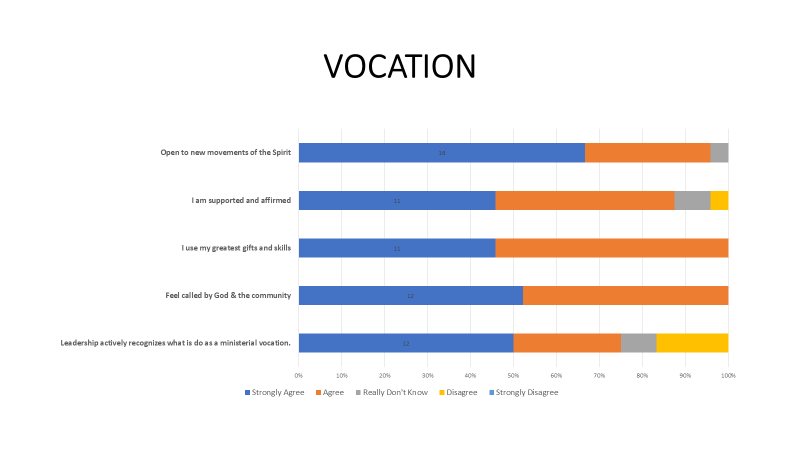 VOCATION
Open to new movements of the Spirit
16
I am supported and affirmed
11
I use my greatest gifts and skills
11
Feel called by God & the community
12
Leadership actively recognizes what is do as a ministerial vocation.
12
0% 10% 20% 30% 40% 50% 60% 70% 80% 90% 100%
Strongly Agree Agree Really Don't Know Disagree Strongly Disagree